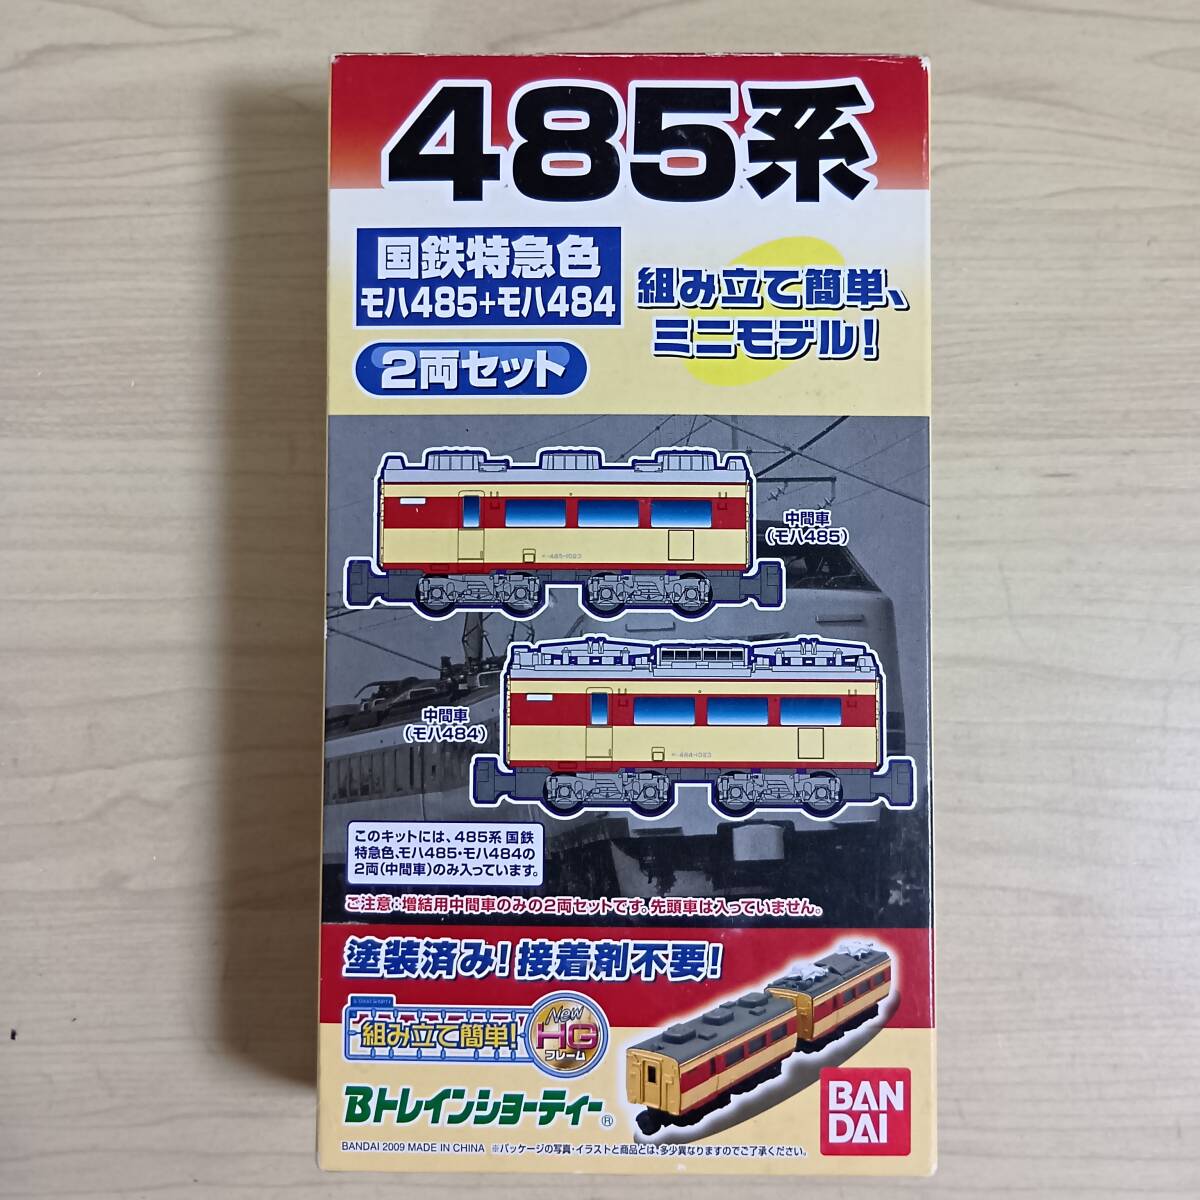 485系
国鉄特急色
モハ485+モハ484
2両セット
組み立て簡単、
ミニモデル!
中間車
(モハ485)
中間車
(モハ484)
このキットには、485系 国鉄
特急色、モハ485・モハ484の
2両(中間車)のみ入っています。
ご注意:増結用中間車のみの2両セットです。先頭車は入っていません。
塗装済み!接着剤不要!
組み立て簡単!
New
HG
フレーム
Bトレインショーティー®
BANDAI 2009 MADE IN CHINA ※パッケージの写真・イラストと商品とは、多少異なりますのでご了承ください。
BAN
DAI